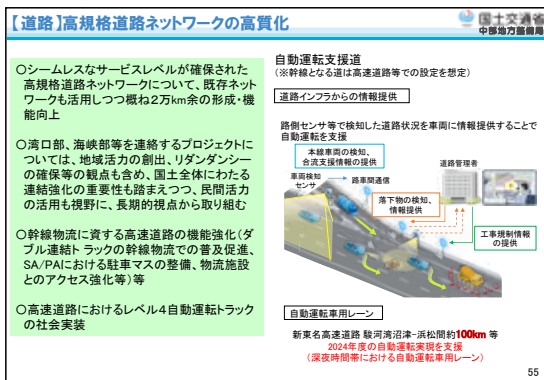 【道路】高規格道路ネットワークの高質化
国土交通省
中部地方整備局
○シームレスなサービスレベルが確保された
高規格道路ネットワークについて、既存ネット
ワークも活用しつつ概ね2万km余の形成・機
能向上
○湾口部、海峡部等を連絡するプロジェクトに
ついては、地域活力の創出、リダンダンシー
の確保等の観点も含め、国土全体にわたる
連結強化の重要性も踏まえつつ、民間活力
の活用も視野に、長期的視点から取り組む
○幹線物流に資する高速道路の機能強化(ダ
ブル連結トラックの幹線物流での普及促進、
SA/PAにおける駐車マスの整備、物流施設
とのアクセス強化等)等
○高速道路におけるレベル4自動運転トラック
の社会実装
自動運転支援道
(※幹線となる道は高速道路等での設定を想定)
道路インフラからの情報提供
路側センサ等で検知した道路状況を車両に情報提供することで
自動運転を支援
本線車両の検知、
合流支援情報の提供
車両検知
センサ
路車間通信
道路管理者
落下物の検知、
情報提供
工事規制情報
の提供
自動運転車用レーン
新東名高速道路 駿河湾沼津-浜松間約100km 等
2024年度の自動運転実現を支援
(深夜時間帯における自動運転車用レーン)
55